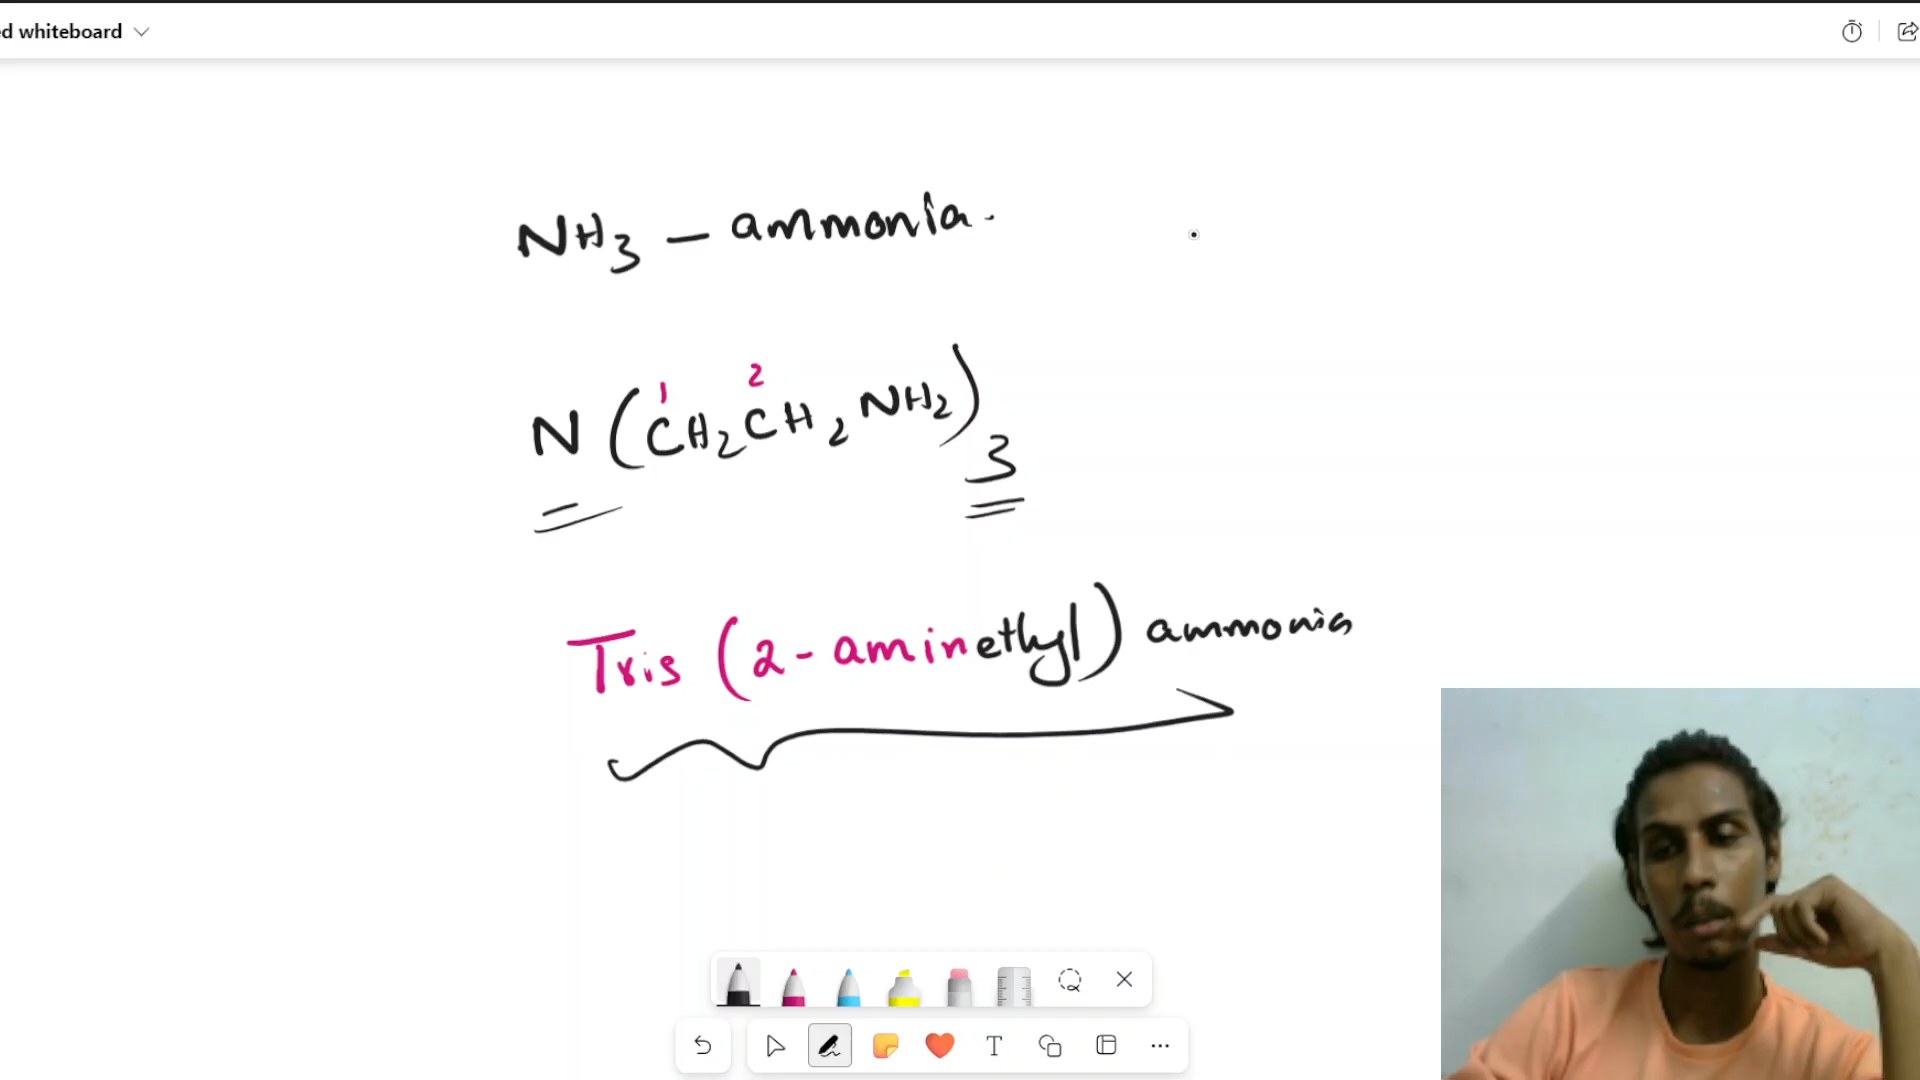 d whiteboard
NH3 - ammonia.
1 2
N (CH2CH2NH2)3
Tris (2-aminethyl) ammonia
T